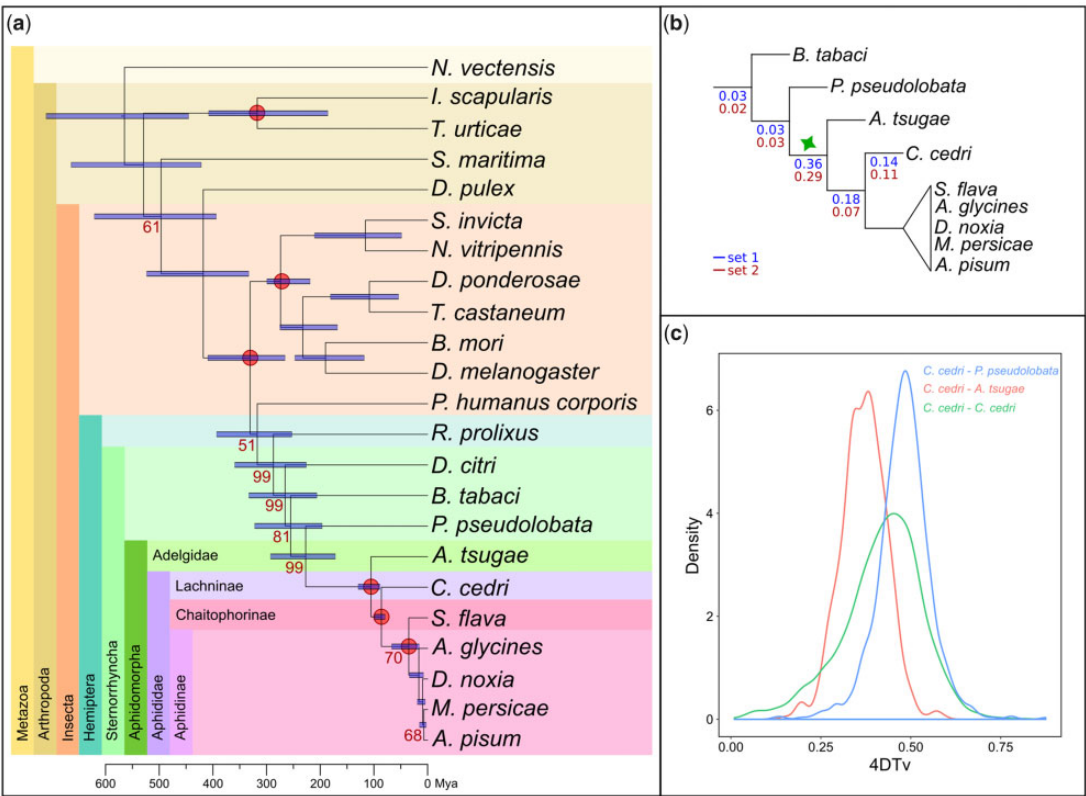 (a)
N. vectensis
I. scapularis
T. urticae
S. maritima
D. pulex
61
S. invicta
N. vitripennis
D. ponderosae
T. castaneum
B. mori
D. melanogaster
P. humanus corporis
51
R. prolixus
99
D. citri
99
B. tabaci
81
P. pseudolobata
99
Adelgidae
A. tsugae
Lachninae
C. cedri
Chaitophorinae
S. flava
70
A. glycines
D. noxia
M. persicae
68
A. pisum
Metazoa
Arthropoda
Insecta
Hemiptera
Sternorrhyncha
Aphidomorpha
Aphididae
Aphidinae
600 500 400 300 200 100 0 Mya
(b)
B. tabaci
0.03
0.02
P. pseudolobata
0.03
0.03
A. tsugae
0.36
0.29
C. cedri
0.14
0.11
0.18
0.07
S. flava
A. glycines
D. noxia
M. persicae
A. pisum
set 1
set 2
(c)
C. cedri - P. pseudolobata
C. cedri - A. tsugae
C. cedri - C. cedri
Density
6
4
2
0
0.00 0.25 0.50 0.75
4DTv